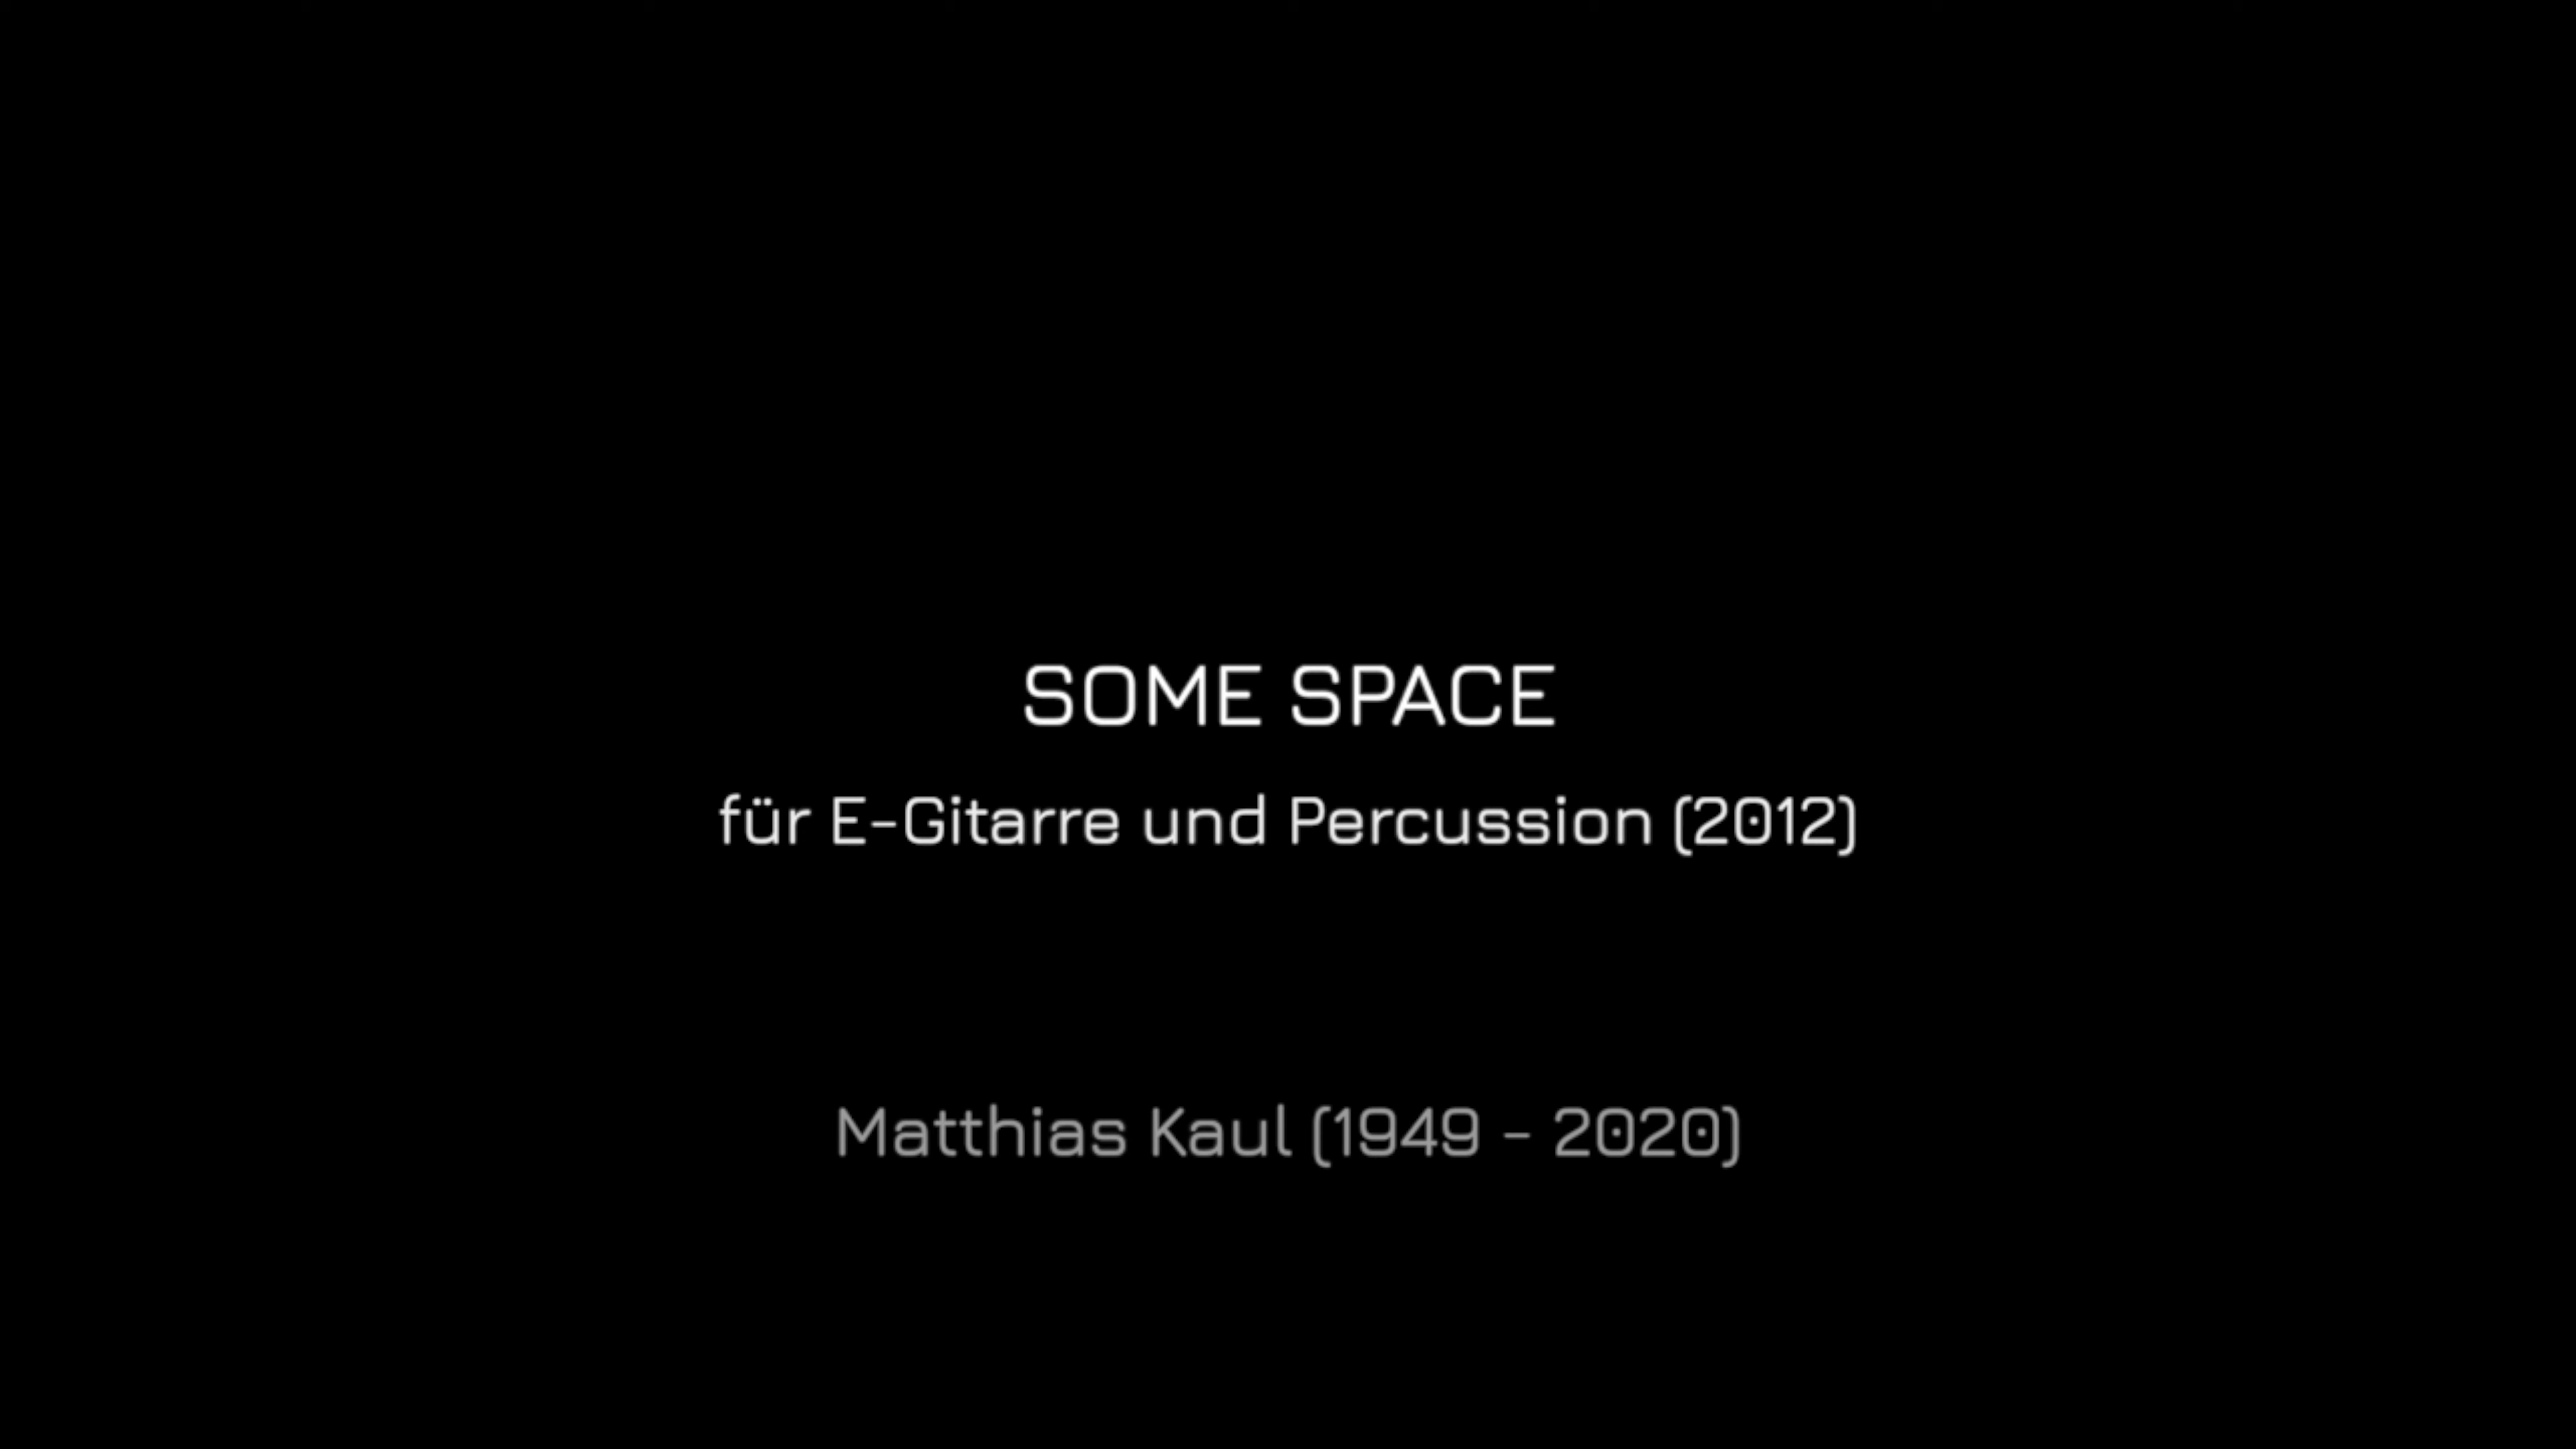 SOME SPACE
für E-Gitarre und Percussion (2012)
Matthias Kaul (1949 - 2020)